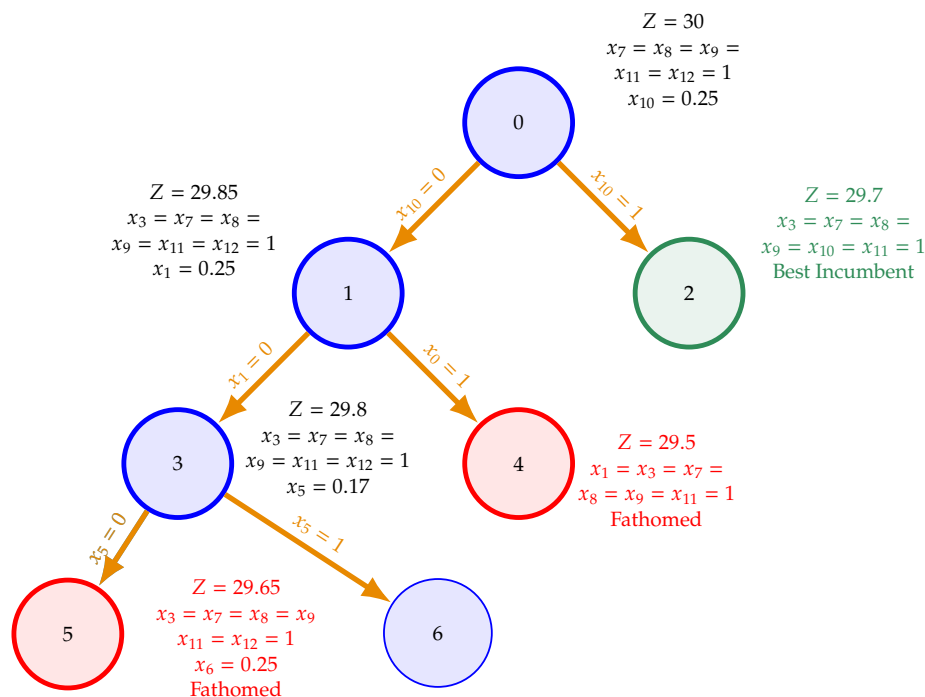 Z = 30
x₇ = x₈ = x₉ =
x₁₁ = x₁₂ = 1
x₁₀ = 0.25
0
x₁₀ = 0
x₁₀ = 1
Z = 29.85
x₃ = x₇ = x₈ =
x₉ = x₁₁ = x₁₂ = 1
x₁ = 0.25
1
Z = 29.7
x₃ = x₇ = x₈ =
x₉ = x₁₀ = x₁₁ = 1
Best Incumbent
2
x₁ = 0
x₀ = 1
3
Z = 29.8
x₃ = x₇ = x₈ =
x₉ = x₁₁ = x₁₂ = 1
x₅ = 0.17
4
Z = 29.5
x₁ = x₃ = x₇ =
x₈ = x₉ = x₁₁ = 1
Fathomed
x₅ = 0
x₅ = 1
5
Z = 29.65
x₃ = x₇ = x₈ = x₉
x₁₁ = x₁₂ = 1
x₆ = 0.25
Fathomed
6